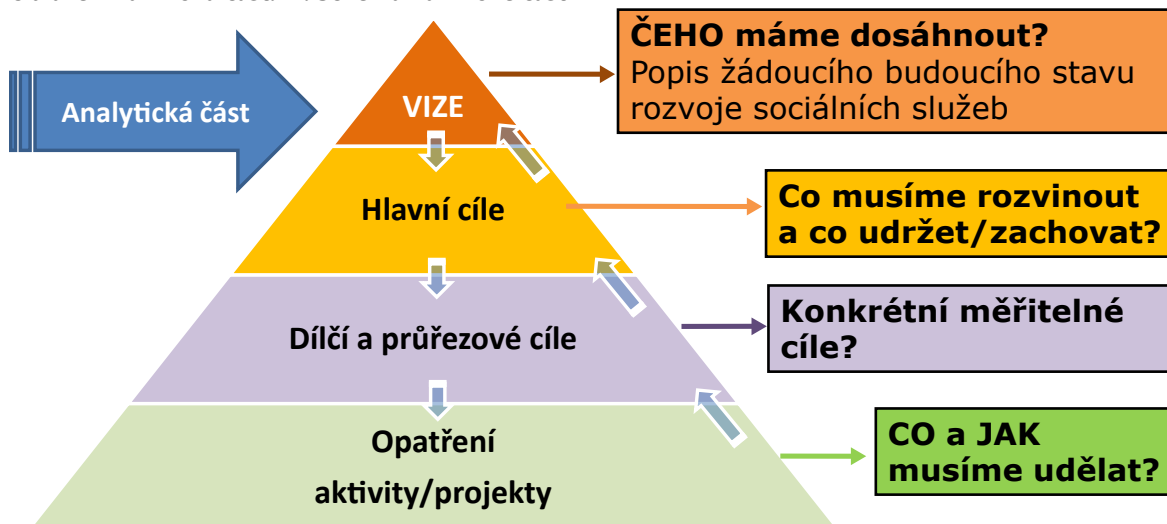 Analytická část
VIZE
ČEHO máme dosáhnout?
Popis žádoucího budoucího stavu
rozvoje sociálních služeb
Hlavní cíle
Co musíme rozvinout
a co udržet/zachovat?
Dílčí a průřezové cíle
Konkrétní měřitelné
cíle?
Opatření
aktivity/projekty
CO a JAK
musíme udělat?